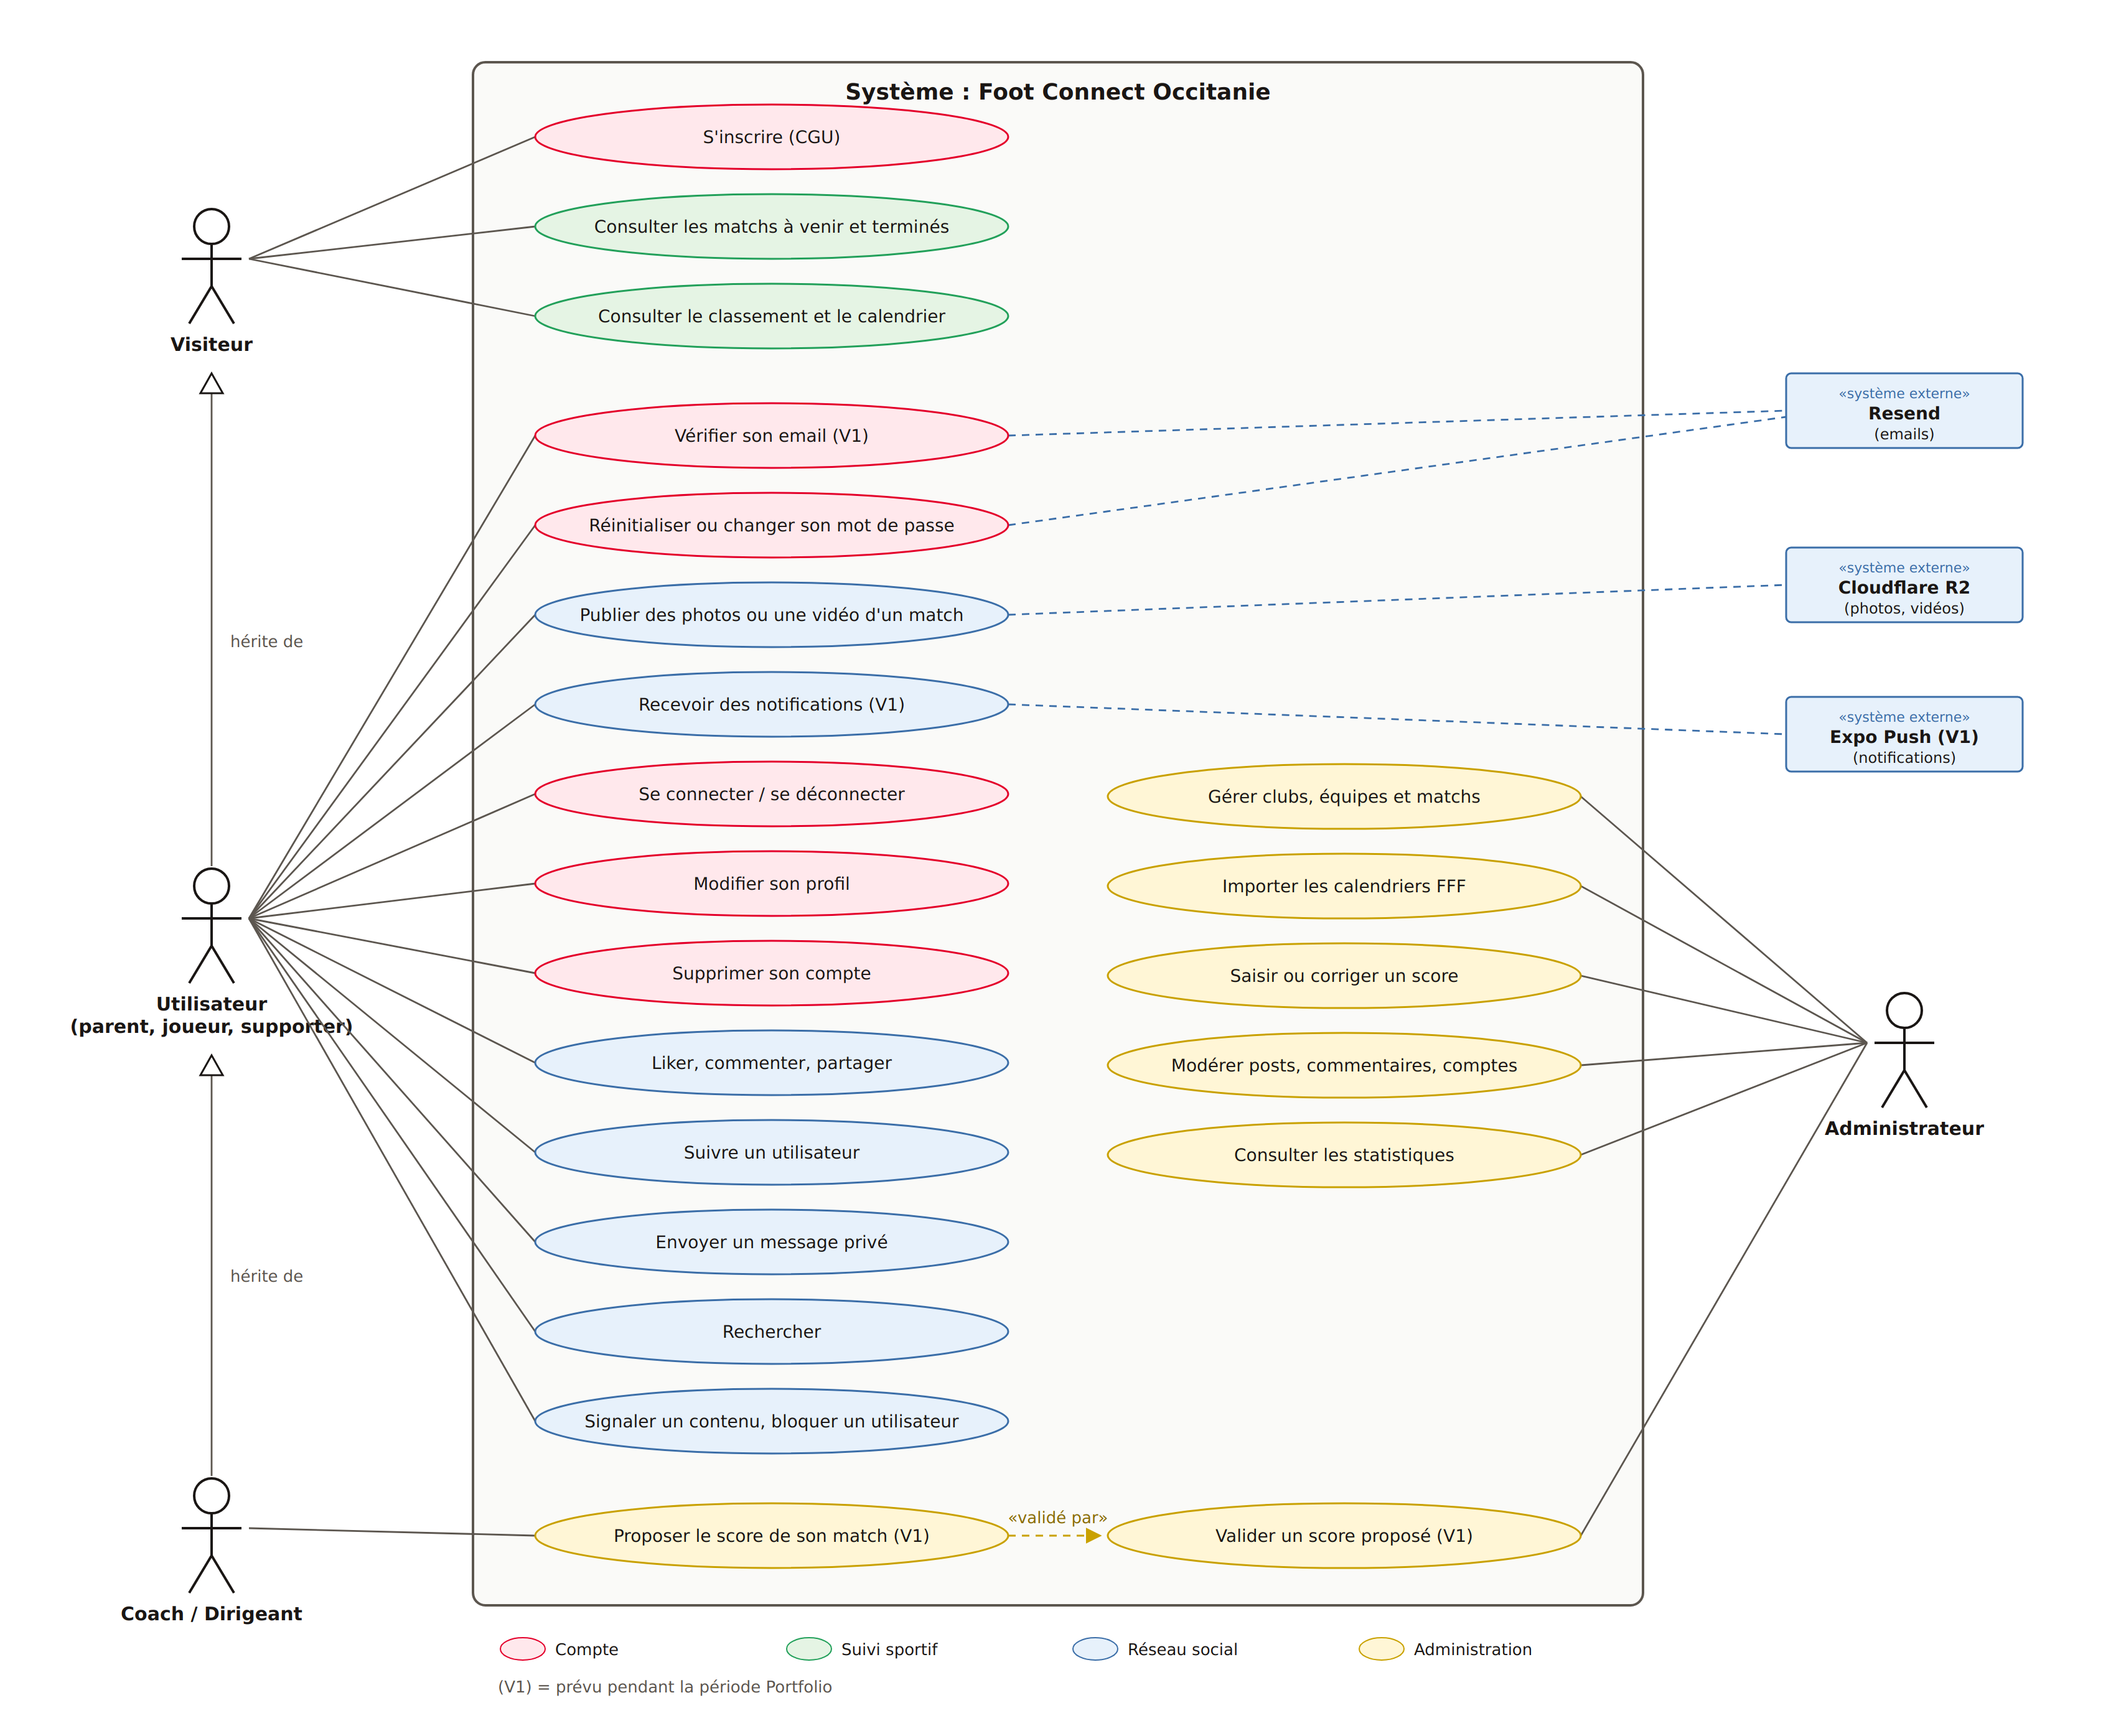 Système : Foot Connect Occitanie
S'inscrire (CGU)
Consulter les matchs à venir et terminés
Consulter le classement et le calendrier
Visiteur
Vérifier son email (V1)
Réinitialiser ou changer son mot de passe
Publier des photos ou une vidéo d'un match
Recevoir des notifications (V1)
Se connecter / se déconnecter
Modifier son profil
Supprimer son compte
Liker, commenter, partager
Suivre un utilisateur
Envoyer un message privé
Rechercher
Signaler un contenu, bloquer un utilisateur
hérite de
Utilisateur
(parent, joueur, supporter)
hérite de
Coach / Dirigeant
Proposer le score de son match (V1)
«validé par»
Valider un score proposé (V1)
Gérer clubs, équipes et matchs
Importer les calendriers FFF
Saisir ou corriger un score
Modérer posts, commentaires, comptes
Consulter les statistiques
Administrateur
«système externe»
Resend
(emails)
«système externe»
Cloudflare R2
(photos, vidéos)
«système externe»
Expo Push (V1)
(notifications)
Compte
Suivi sportif
Réseau social
Administration
(V1) = prévu pendant la période Portfolio